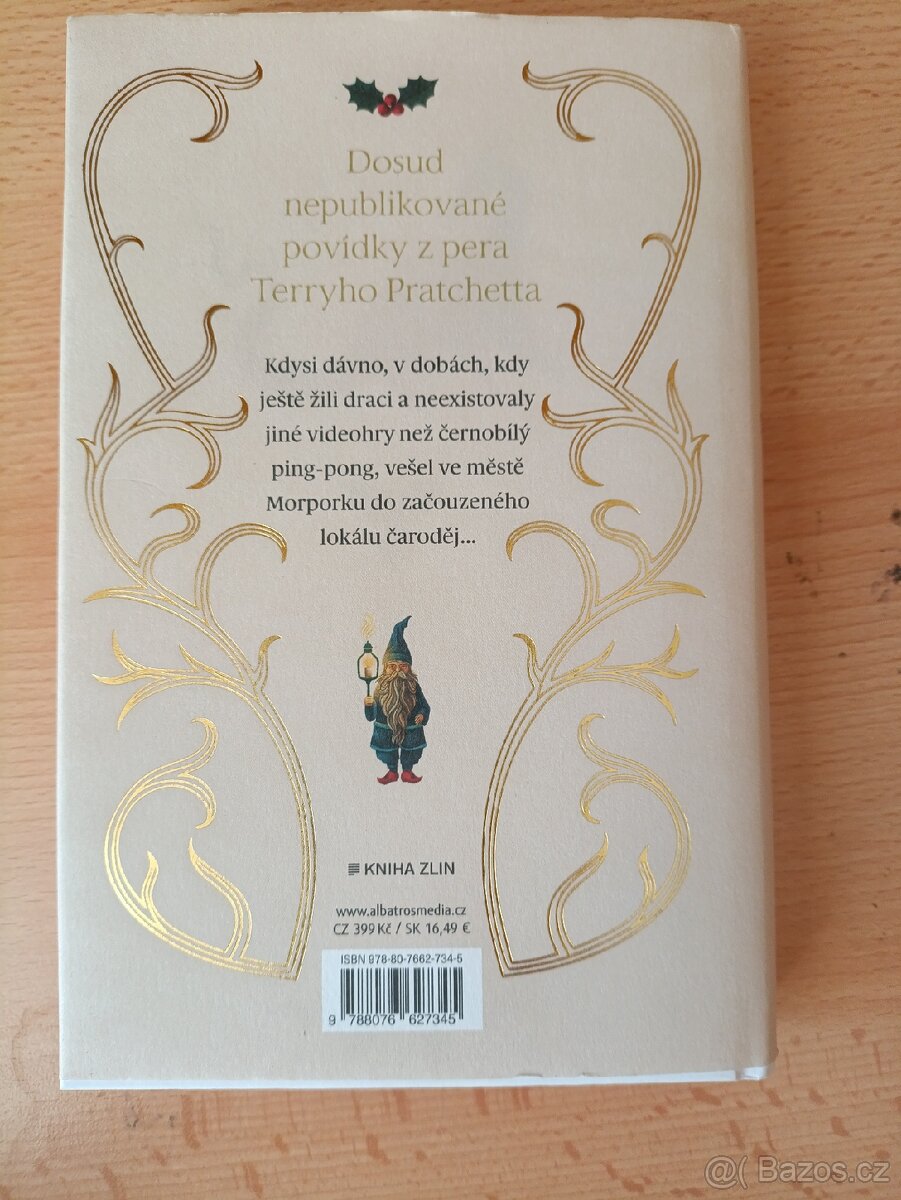 Dosud
nepublikované
povídky z pera
Terryho Pratchetta
Kdysi dávno, v dobách, kdy
ještě žili draci a neexistovaly
jiné videohry než černobílý
ping-pong, vešel ve městě
Morporku do začouzeného
lokálu čaroděj...
KNIHA ZLIN
www.albatrosmedia.cz
CZ 399 Kč / SK 16,49 €
ISBN 978-80-7662-734-5
9 788076 627345
@( Bazos.cz